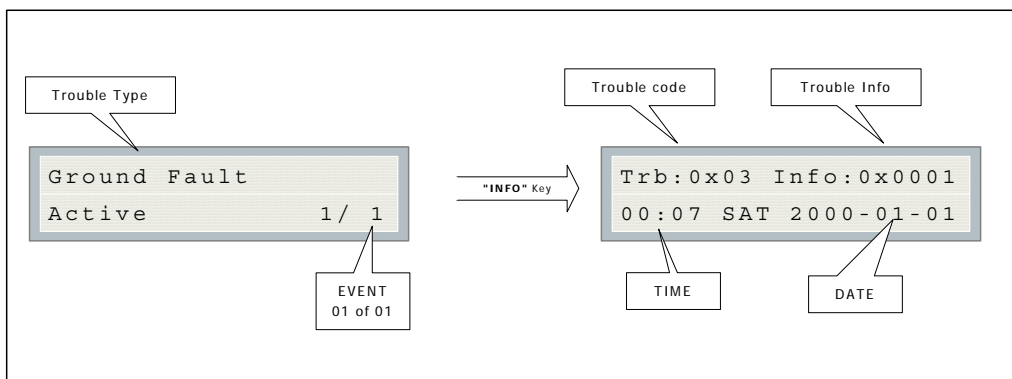 Trouble Type
Trouble code
Trouble Info
Ground Fault
Active 1/ 1
"INFO" Key
Trb:0x03 Info:0x0001
00:07 SAT 2000-01-01
EVENT
01 of 01
TIME
DATE